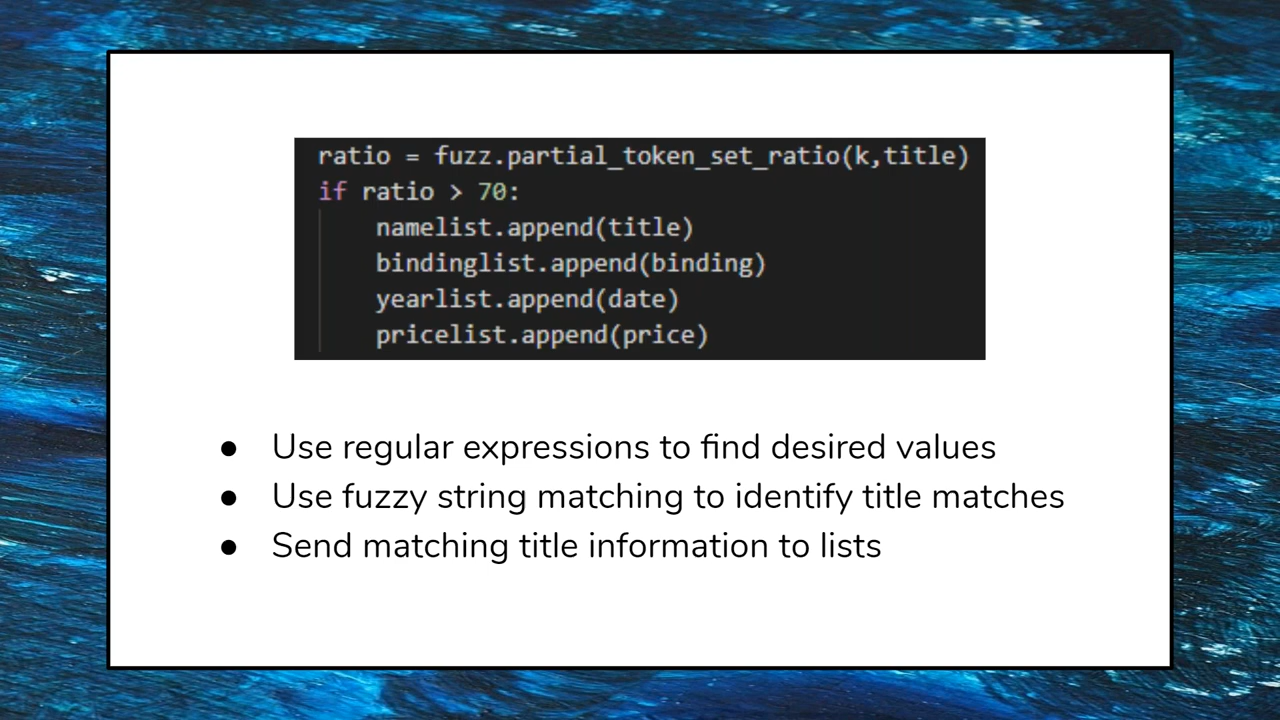 ratio = fuzz.partial_token_set_ratio(k,title)
if ratio > 70:
    namelist.append(title)
    bindinglist.append(binding)
    yearlist.append(date)
    pricelist.append(price)
● Use regular expressions to find desired values
● Use fuzzy string matching to identify title matches
● Send matching title information to lists